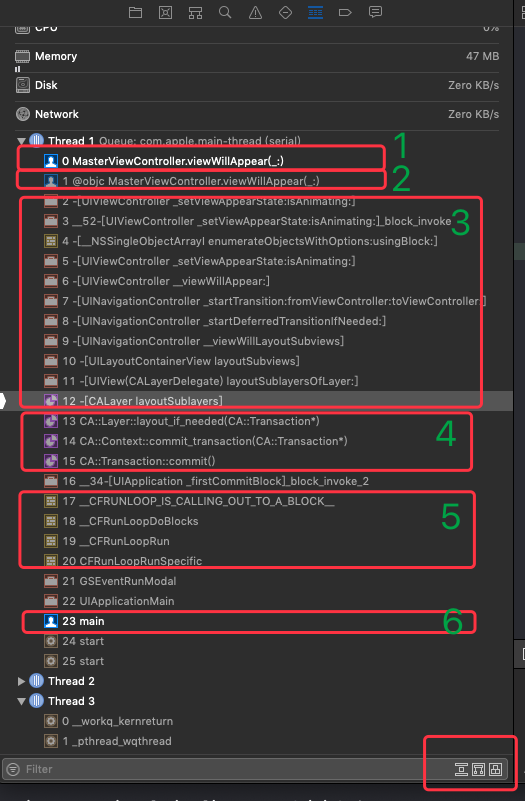 CPU 0%
Memory 47 MB
Disk Zero KB/s
Network Zero KB/s
Thread 1 Queue: com.apple.main-thread (serial)
1
0 MasterViewController.viewWillAppear(_:)
1 @objc MasterViewController.viewWillAppear(_:)
2
2 -[UIViewController _setViewAppearState:isAnimating:]
3 __52-[UIViewController _setViewAppearState:isAnimating:]_block_invoke
3
4 -[__NSSingleObjectArrayI enumerateObjectsWithOptions:usingBlock:]
5 -[UIViewController _setViewAppearState:isAnimating:]
6 -[UIViewController __viewWillAppear:]
7 -[UINavigationController _startTransition:fromViewController:toViewController:]
8 -[UINavigationController _startDeferredTransitionIfNeeded:]
9 -[UINavigationController __viewWillLayoutSubviews]
10 -[UILayoutContainerView layoutSubviews]
11 -[UIView(CALayerDelegate) layoutSublayersOfLayer:]
12 -[CALayer layoutSublayers]
13 CA::Layer::layout_if_needed(CA::Transaction*)
14 CA::Context::commit_transaction(CA::Transaction*)
4
15 CA::Transaction::commit()
16 __34-[UIApplication _firstCommitBlock]_block_invoke_2
17 __CFRUNLOOP_IS_CALLING_OUT_TO_A_BLOCK__
18 __CFRunLoopDoBlocks
5
19 __CFRunLoopRun
20 CFRunLoopRunSpecific
21 GSEventRunModal
22 UIApplicationMain
23 main
6
24 start
25 start
Thread 2
Thread 3
0 __workq_kernreturn
1 _pthread_wqthread
Filter